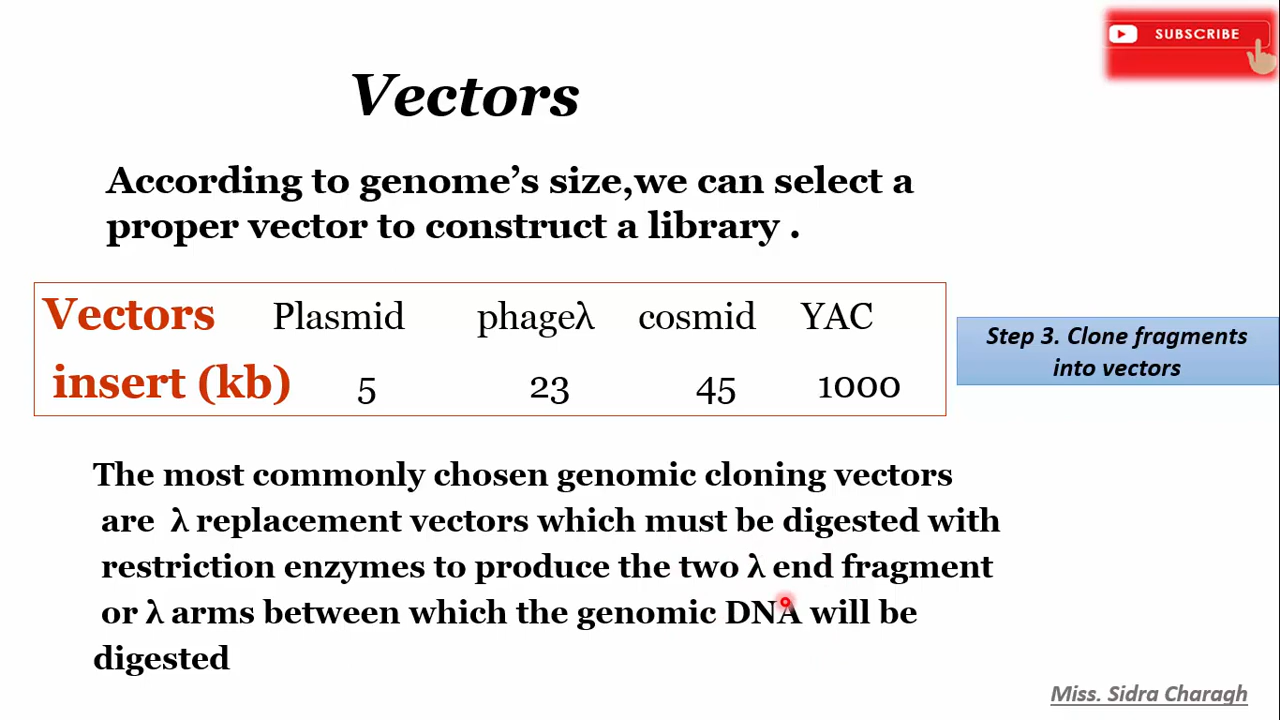 SUBSCRIBE
Vectors
According to genome's size,we can select a
proper vector to construct a library .
Vectors Plasmid phageλ cosmid YAC
insert (kb) 5 23 45 1000
Step 3. Clone fragments
into vectors
The most commonly chosen genomic cloning vectors
are λ replacement vectors which must be digested with
restriction enzymes to produce the two λ end fragment
or λ arms between which the genomic DNA will be
digested
Miss. Sidra Charagh